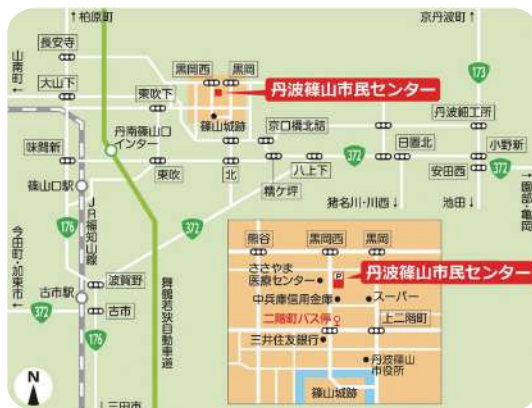 ↑柏原町
京丹波町↑
長安寺
山南町↓
大山下
黒岡西
黒岡
173
丹波篠山市民センター
東吹下
丹南篠山口
インター
篠山城跡
京口橋北詰
丹波細工所
味間新
372
日置北
小野新
篠山口駅
東吹
北
八上下
安田西
372
糯ケ坪
猪名川・川西↓
池田↓
→園部・亀岡
176
JR福知山線
372
今田町・加東市↓
波賀野
古市駅
古市
372
176
舞鶴若狭自動車道
↓三田市
N
熊谷
黒岡西
黒岡
ささやま
医療センター
P
丹波篠山市民センター
中兵庫信用金庫
スーパー
二階町バス停
上二階町
三井住友銀行
丹波篠山
市役所
篠山城跡